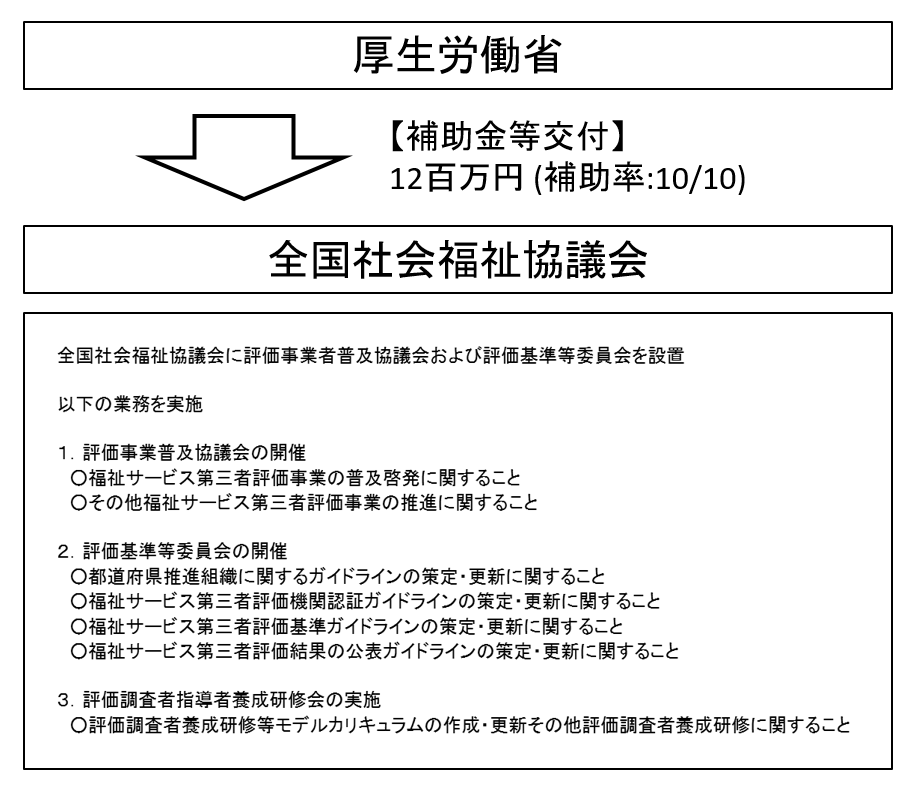 厚生労働省
【補助金等交付】
12百万円 (補助率:10/10)
全国社会福祉協議会
全国社会福祉協議会に評価事業者普及協議会および評価基準等委員会を設置
以下の業務を実施
１．評価事業普及協議会の開催
○福祉サービス第三者評価事業の普及啓発に関すること
○その他福祉サービス第三者評価事業の推進に関すること
２．評価基準等委員会の開催
○都道府県推進組織に関するガイドラインの策定・更新に関すること
○福祉サービス第三者評価機関認証ガイドラインの策定・更新に関すること
○福祉サービス第三者評価基準ガイドラインの策定・更新に関すること
○福祉サービス第三者評価結果の公表ガイドラインの策定・更新に関すること
３．評価調査者指導者養成研修会の実施
○評価調査者養成研修等モデルカリキュラムの作成・更新その他評価調査者養成研修に関すること